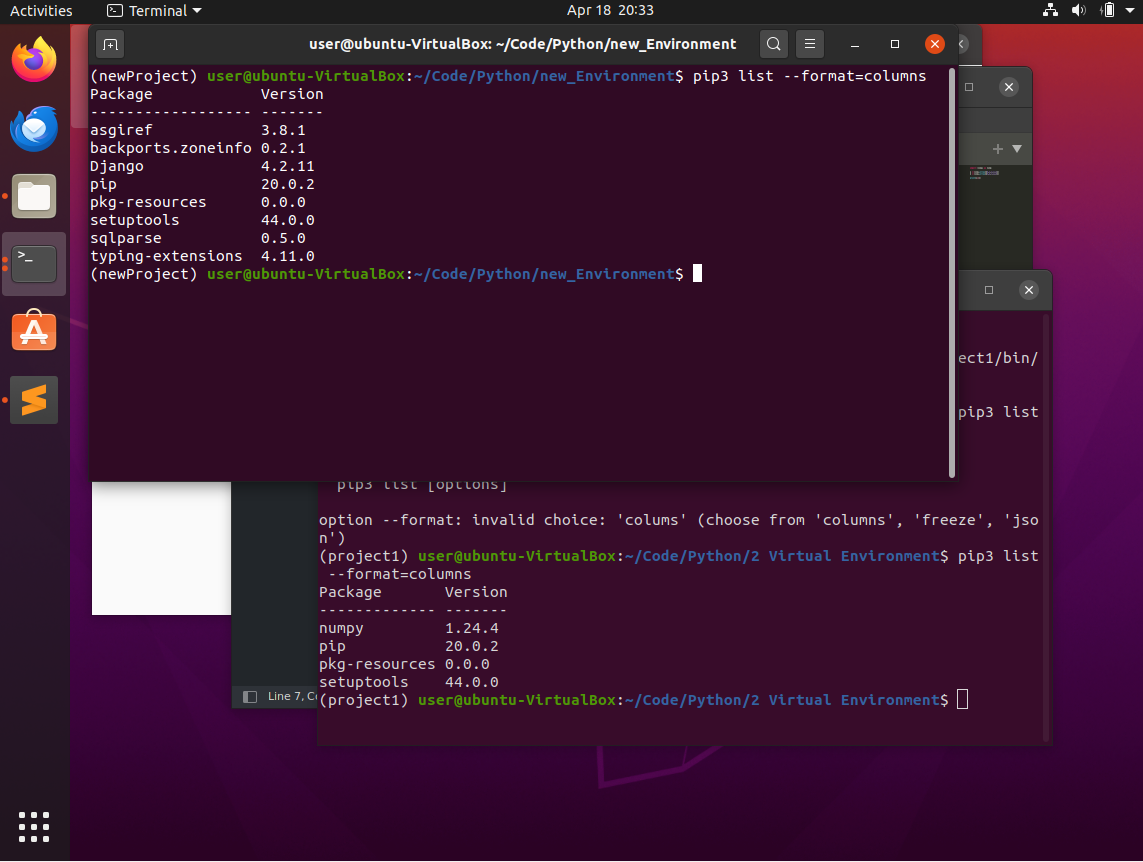 Activities
Terminal
Apr 18 20:33
user@ubuntu-VirtualBox: ~/Code/Python/new_Environment
(newProject) user@ubuntu-VirtualBox:~/Code/Python/new_Environment$ pip3 list --format=columns
Package Version
------------------ -------
asgiref 3.8.1
backports.zoneinfo 0.2.1
Django 4.2.11
pip 20.0.2
pkg-resources 0.0.0
setuptools 44.0.0
sqlparse 0.5.0
typing-extensions 4.11.0
(newProject) user@ubuntu-VirtualBox:~/Code/Python/new_Environment$
ect1/bin/
pip3 list
pip3 list [options]
option --format: invalid choice: 'colums' (choose from 'columns', 'freeze', 'jso
n')
(project1) user@ubuntu-VirtualBox:~/Code/Python/2 Virtual Environment$ pip3 list
--format=columns
Package Version
------------- -------
numpy 1.24.4
pip 20.0.2
pkg-resources 0.0.0
setuptools 44.0.0
Line 7, C
(project1) user@ubuntu-VirtualBox:~/Code/Python/2 Virtual Environment$